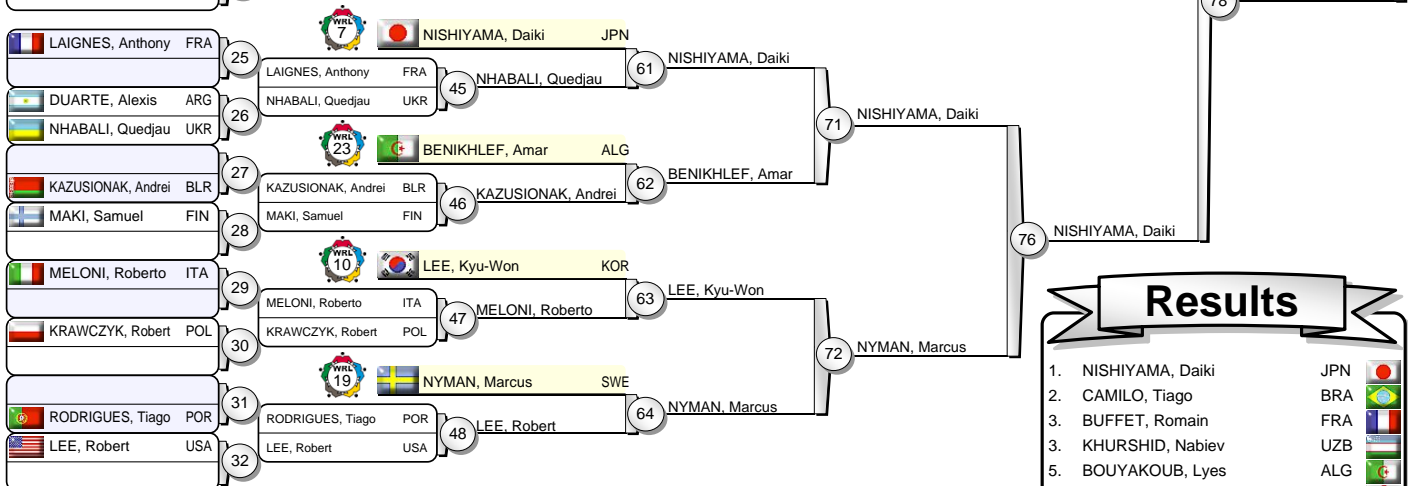 78
LAIGNES, Anthony FRA
25
DUARTE, Alexis ARG
NHABALI, Quedjau UKR
26
KAZUSIONAK, Andrei BLR
27
MAKI, Samuel FIN
28
MELONI, Roberto ITA
29
KRAWCZYK, Robert POL
30
RODRIGUES, Tiago POR
31
LEE, Robert USA
32
LAIGNES, Anthony FRA
NHABALI, Quedjau UKR
45
KAZUSIONAK, Andrei BLR
MAKI, Samuel FIN
46
MELONI, Roberto ITA
KRAWCZYK, Robert POL
47
RODRIGUES, Tiago POR
LEE, Robert USA
48
WRL
7
NISHIYAMA, Daiki JPN
NHABALI, Quedjau
61
WRL
23
BENIKHLEF, Amar ALG
KAZUSIONAK, Andrei
62
WRL
10
LEE, Kyu-Won KOR
MELONI, Roberto
63
WRL
19
NYMAN, Marcus SWE
LEE, Robert
64
NISHIYAMA, Daiki
BENIKHLEF, Amar
71
LEE, Kyu-Won
NYMAN, Marcus
72
NISHIYAMA, Daiki
NYMAN, Marcus
76
NISHIYAMA, Daiki
Results
1. NISHIYAMA, Daiki JPN
2. CAMILO, Tiago BRA
3. BUFFET, Romain FRA
3. KHURSHID, Nabiev UZB
5. BOUYAKOUB, Lyes ALG